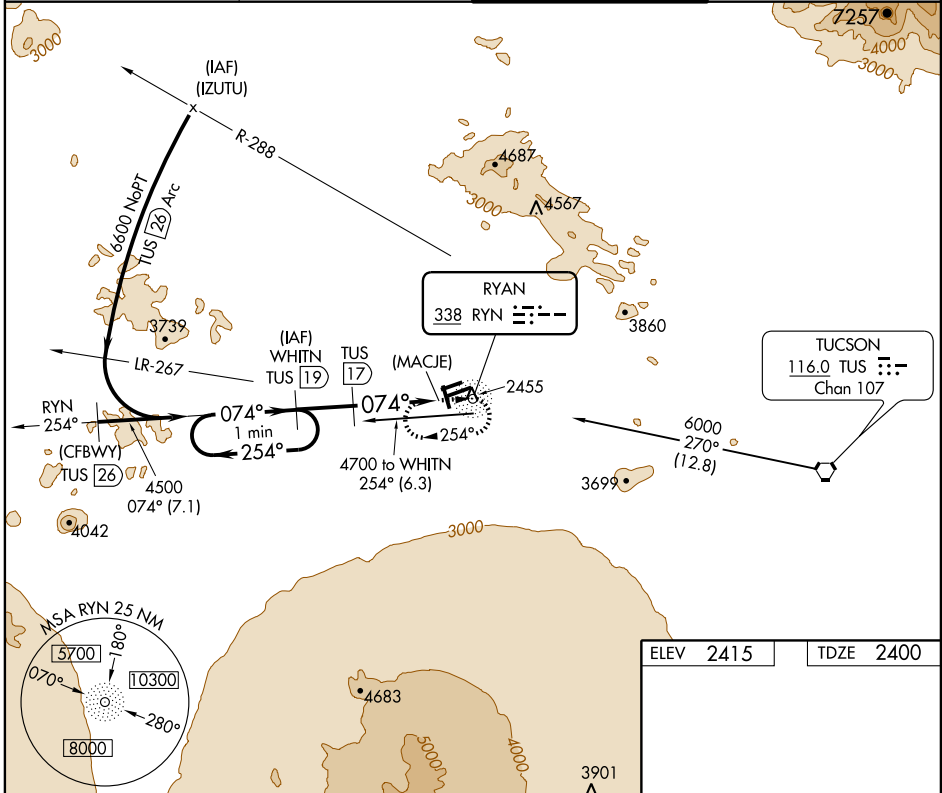 7257
3000
4000
3000
(IAF)
(IZUTU)
R-288
4687
3000
4567
6600 NoPT
TUS 26 Arc
RYAN
338 RYN
3739
3860
(IAF)
WHITN
TUS 19
TUS
17
(MACJE)
TUCSON
116.0 TUS
Chan 107
LR-267
2455
RYN
254°
074°
1 min
254°
074°
254°
6000
270°
(12.8)
(CFBWY)
TUS 26
4500
074° (7.1)
4700 to WHITN
254° (6.3)
3699
4042
3000
MSA RYN 25 NM
5700
180°
070°
10300
280°
8000
ELEV 2415
TDZE 2400
4683
5000
4000
3901